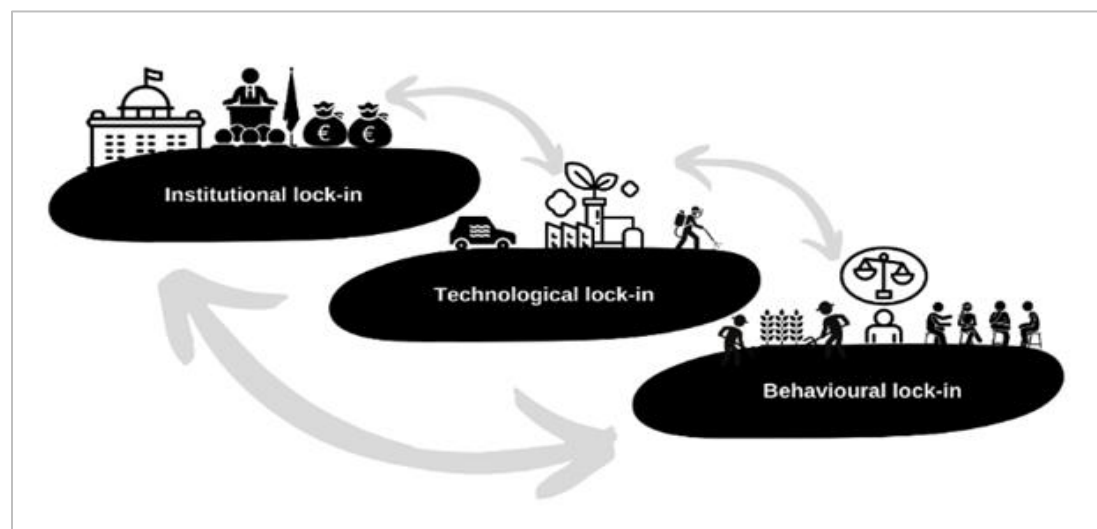 € €
Institutional lock-in
Technological lock-in
Behavioural lock-in